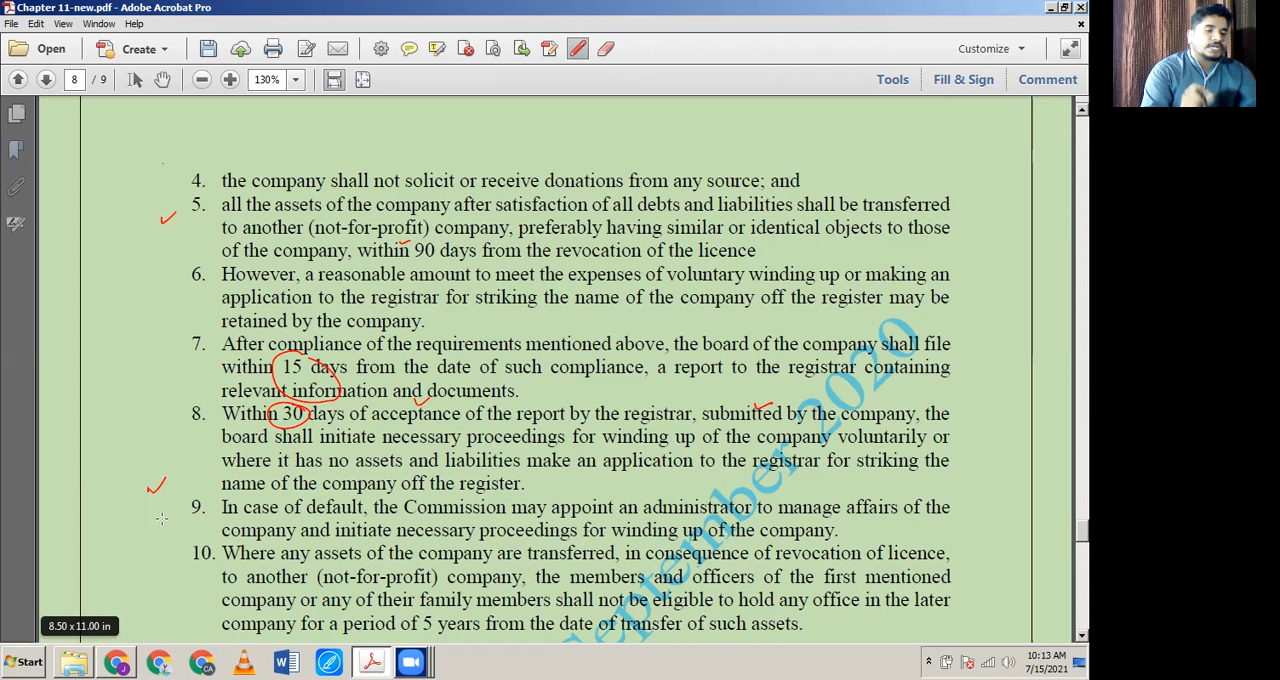 Chapter 11-new.pdf - Adobe Acrobat Pro
File Edit View Window Help
Open Create Customize
8 / 9 130% Tools Fill & Sign Comment
4. the company shall not solicit or receive donations from any source; and
5. all the assets of the company after satisfaction of all debts and liabilities shall be transferred
to another (not-for-profit) company, preferably having similar or identical objects to those
of the company, within 90 days from the revocation of the licence
6. However, a reasonable amount to meet the expenses of voluntary winding up or making an
application to the registrar for striking the name of the company off the register may be
retained by the company.
7. After compliance of the requirements mentioned above, the board of the company shall file
within 15 days from the date of such compliance, a report to the registrar containing
relevant information and documents.
8. Within 30 days of acceptance of the report by the registrar, submitted by the company, the
board shall initiate necessary proceedings for winding up of the company voluntarily or
where it has no assets and liabilities make an application to the registrar for striking the
name of the company off the register.
9. In case of default, the Commission may appoint an administrator to manage affairs of the
company and initiate necessary proceedings for winding up of the company.
10. Where any assets of the company are transferred, in consequence of revocation of licence,
to another (not-for-profit) company, the members and officers of the first mentioned
company or any of their family members shall not be eligible to hold any office in the later
company for a period of 5 years from the date of transfer of such assets.
September 2020
8.50 x 11.00 in
Start
10:13 AM
7/15/2021